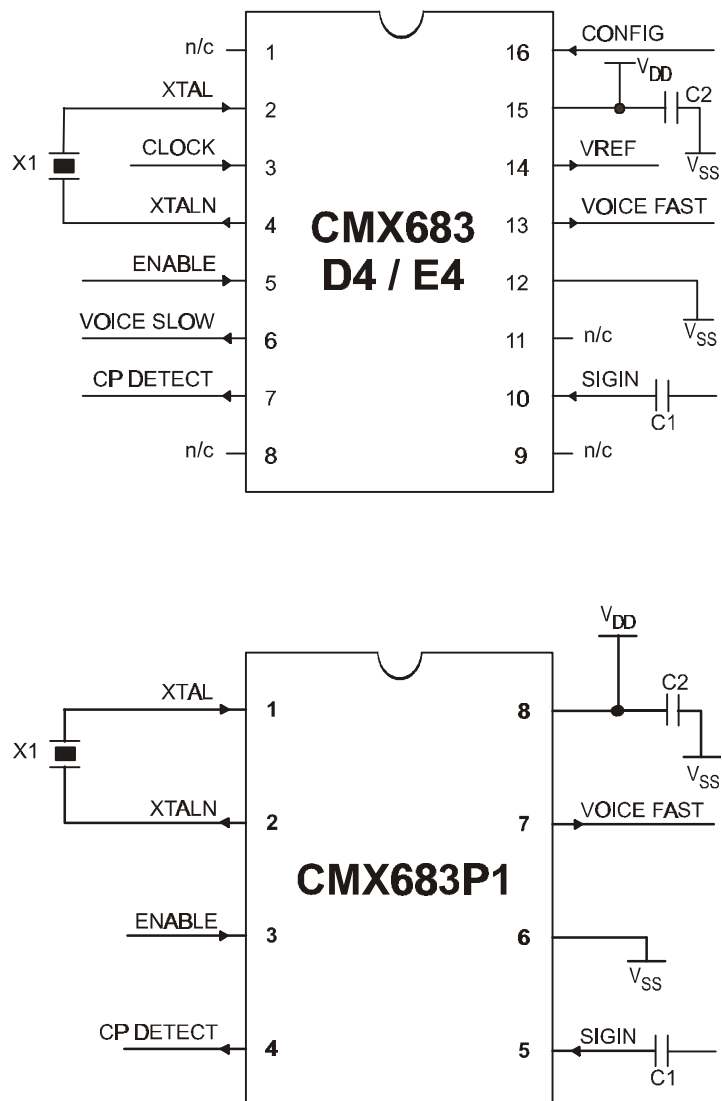 n/c 1 16 CONFIG
V_DD
XTAL 2 15 C2
X1 CLOCK 3 14 VREF V_SS
XTALN 4 13 VOICE FAST
CMX683
D4 / E4
ENABLE 5 12
VOICE SLOW 6 11 n/c V_SS
CP DETECT 7 10 SIGIN C1
n/c 8 9 n/c
V_DD
XTAL 1 8 C2
X1 V_SS
XTALN 2 7 VOICE FAST
CMX683P1
ENABLE 3 6
V_SS
CP DETECT 4 5 SIGIN
C1